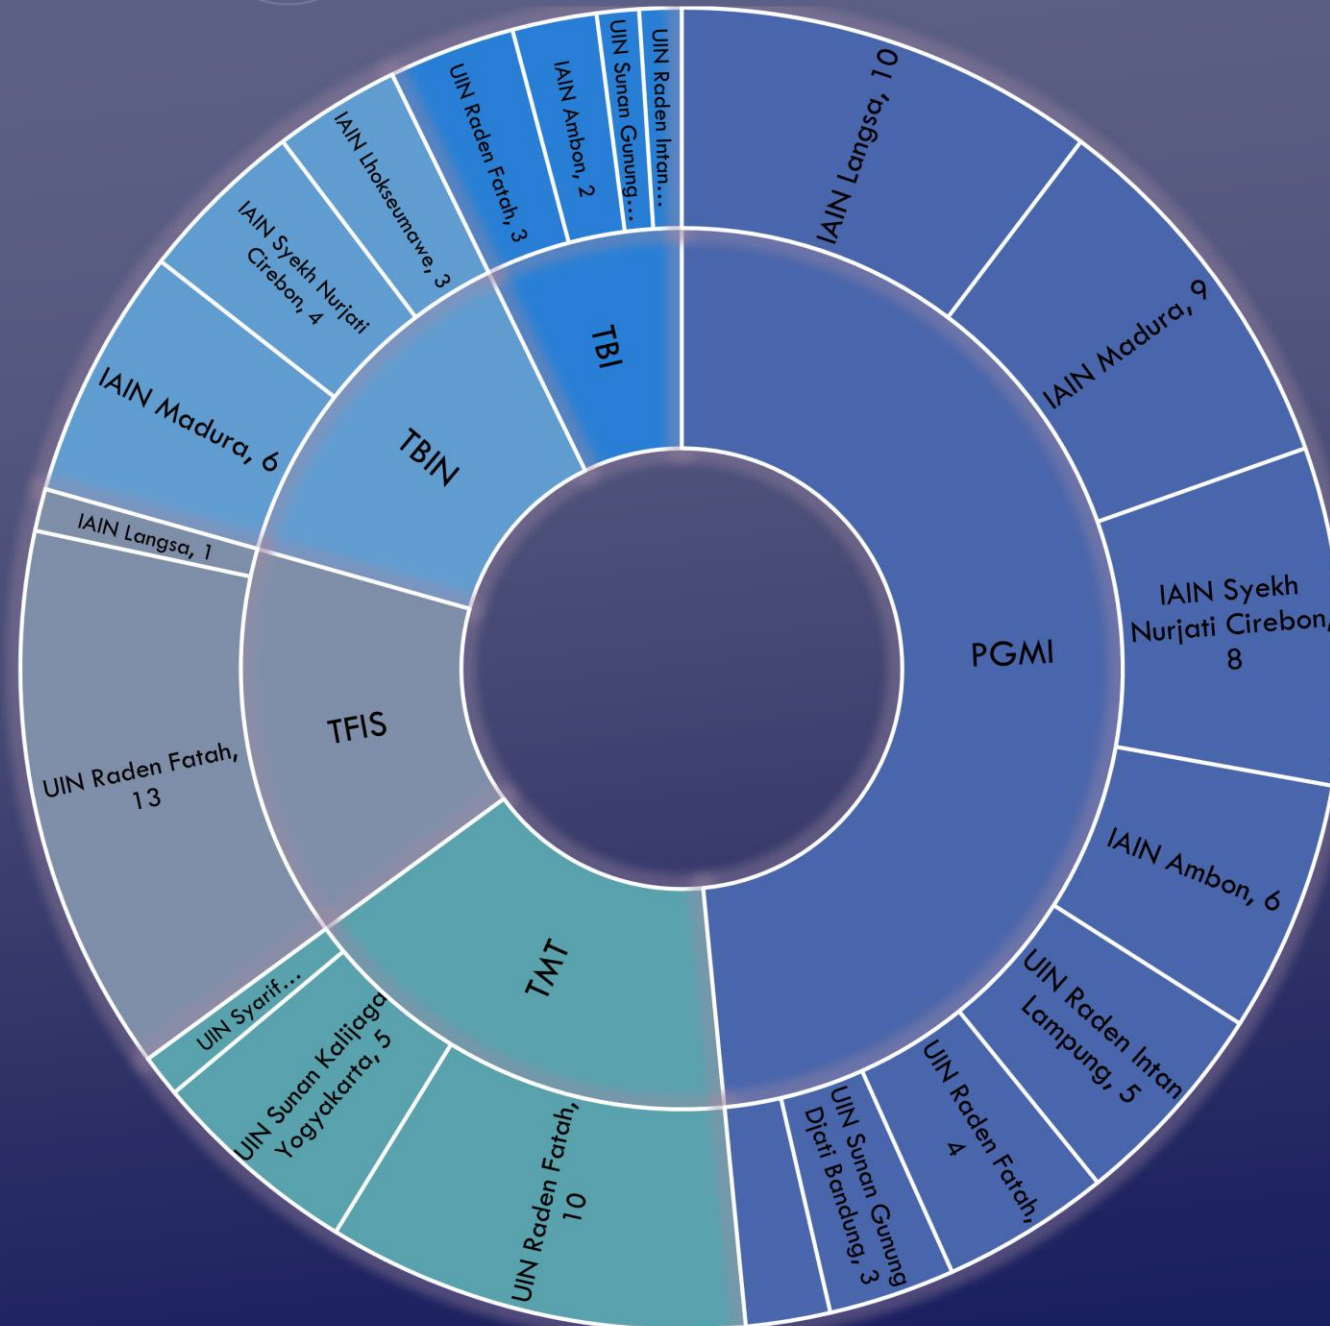 PGMI
IAIN Langsa, 10
IAIN Madura, 9
IAIN Syekh
Nurjati Cirebon,
8
IAIN Ambon, 6
UIN Raden Intan
Lampung, 5
UIN Raden Fatah,
4
UIN Sunan Gunung
Djati Bandung, 3
TMT
UIN Raden Fatah,
10
UIN Sunan Kalijaga
Yogyakarta, 5
UIN Syarif...
TFIS
UIN Raden Fatah,
13
IAIN Langsa, 1
TBIN
IAIN Madura, 6
IAIN Syekh Nurjati
Cirebon, 4
IAIN Lhokseumawe, 3
TBI
UIN Raden Fatah, 3
IAIN Ambon, 2
UIN Sunan Gunung...
UIN Raden Intan...